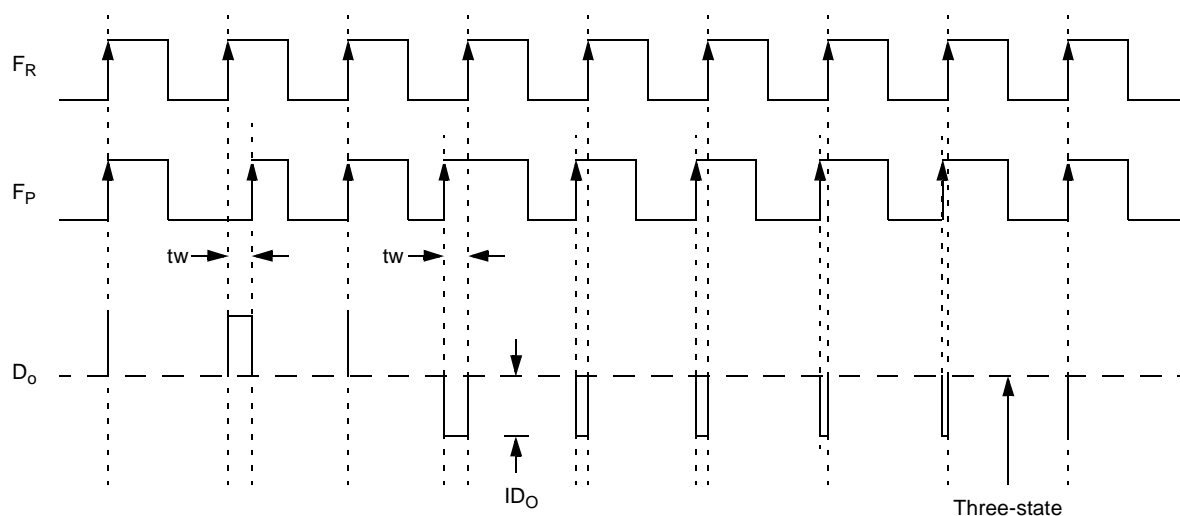 F_R
F_P
tw tw
D_o
ID_O
Three-state